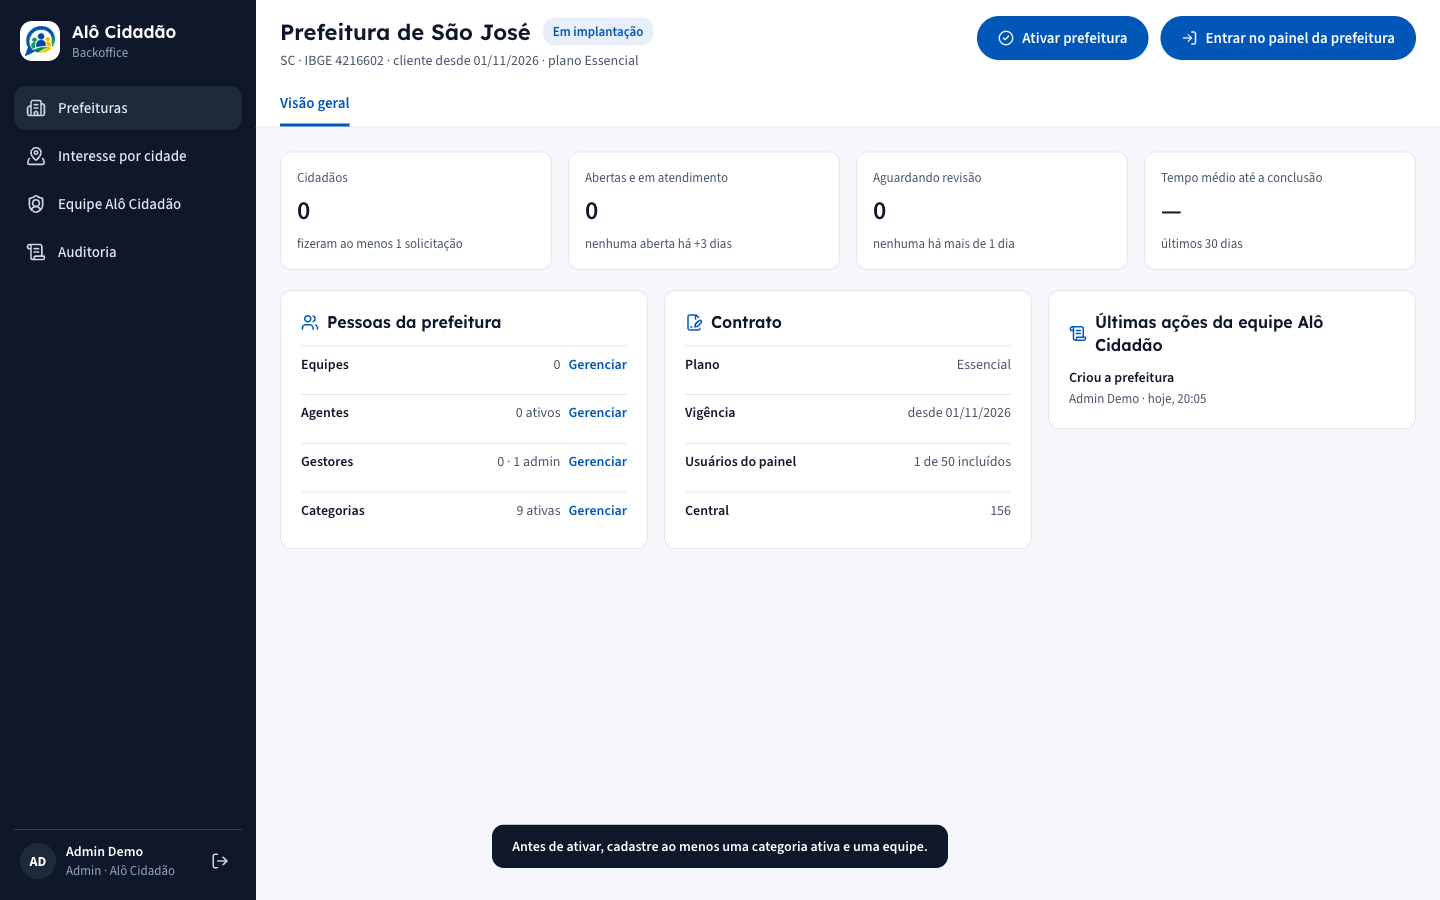 Alô Cidadão
Backoffice
Prefeituras
Interesse por cidade
Equipe Alô Cidadão
Auditoria
AD
Admin Demo
Admin · Alô Cidadão
Prefeitura de São José
Em implantação
SC · IBGE 4216602 · cliente desde 01/11/2026 · plano Essencial
Ativar prefeitura
Entrar no painel da prefeitura
Visão geral
Cidadãos
0
fizeram ao menos 1 solicitação
Abertas e em atendimento
0
nenhuma aberta há +3 dias
Aguardando revisão
0
nenhuma há mais de 1 dia
Tempo médio até a conclusão
—
últimos 30 dias
Pessoas da prefeitura
Equipes 0 Gerenciar
Agentes 0 ativos Gerenciar
Gestores 0 · 1 admin Gerenciar
Categorias 9 ativas Gerenciar
Contrato
Plano Essencial
Vigência desde 01/11/2026
Usuários do painel 1 de 50 incluídos
Central 156
Últimas ações da equipe Alô
Cidadão
Criou a prefeitura
Admin Demo · hoje, 20:05
Antes de ativar, cadastre ao menos uma categoria ativa e uma equipe.